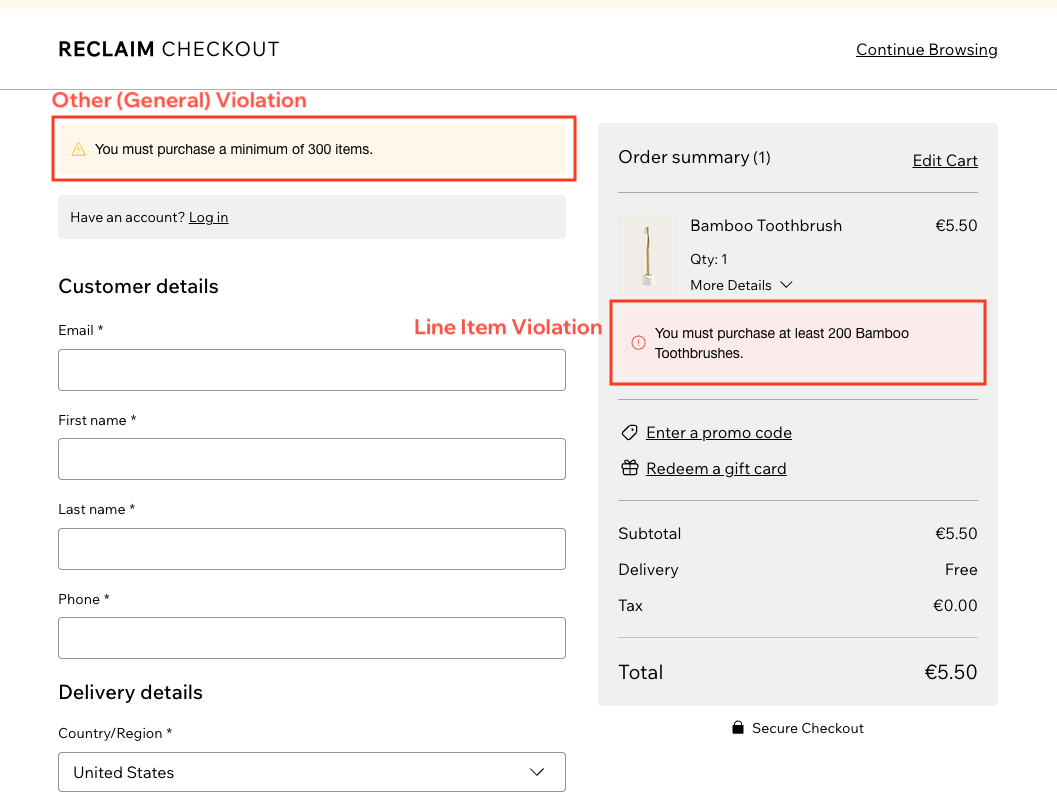 RECLAIM CHECKOUT
Continue Browsing
Other (General) Violation
You must purchase a minimum of 300 items.
Have an account? Log in
Customer details
Email *
First name *
Last name *
Phone *
Delivery details
Country/Region *
United States
Order summary (1)
Edit Cart
Bamboo Toothbrush €5.50
Qty: 1
More Details
Line Item Violation
You must purchase at least 200 Bamboo
Toothbrushes.
Enter a promo code
Redeem a gift card
Subtotal €5.50
Delivery Free
Tax €0.00
Total €5.50
Secure Checkout